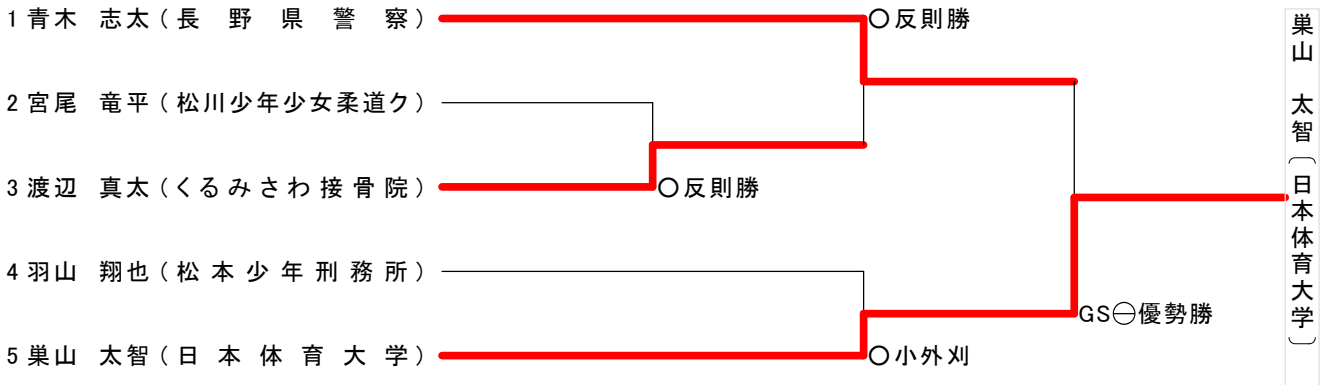 1 青木 志太 (長野県警察)
〇反則勝
2 宮尾 竜平 (松川少年少女柔道ク)
3 渡辺 真太 (くるみさわ接骨院)
〇反則勝
4 羽山 翔也 (松本少年刑務所)
GS㊀優勢勝
5 巣山 太智 (日本体育大学)
〇小外刈
巣山 太智 (日本体育大学)